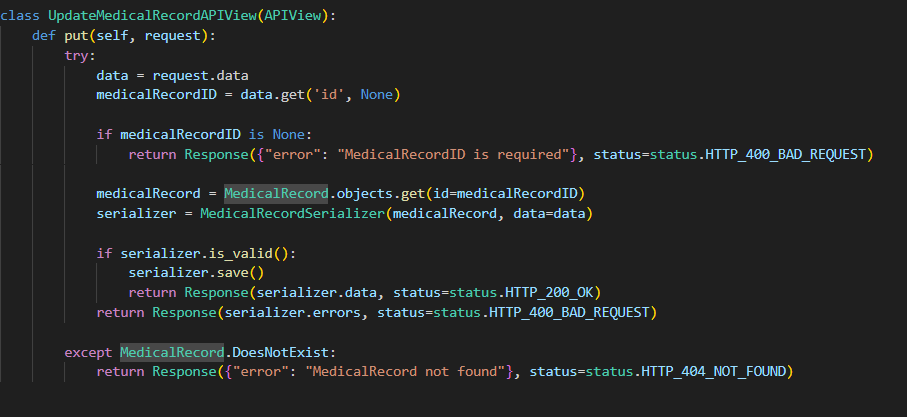 class UpdateMedicalRecordAPIView(APIView):
    def put(self, request):
        try:
            data = request.data
            medicalRecordID = data.get('id', None)

            if medicalRecordID is None:
                return Response({"error": "MedicalRecordID is required"}, status=status.HTTP_400_BAD_REQUEST)

            medicalRecord = MedicalRecord.objects.get(id=medicalRecordID)
            serializer = MedicalRecordSerializer(medicalRecord, data=data)

            if serializer.is_valid():
                serializer.save()
                return Response(serializer.data, status=status.HTTP_200_OK)
            return Response(serializer.errors, status=status.HTTP_400_BAD_REQUEST)

        except MedicalRecord.DoesNotExist:
            return Response({"error": "MedicalRecord not found"}, status=status.HTTP_404_NOT_FOUND)